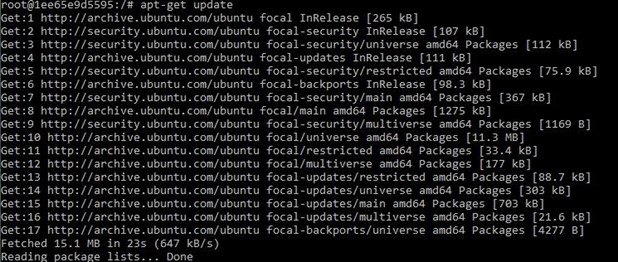 root@1ee65e9d5595:/# apt-get update
Get:1 http://archive.ubuntu.com/ubuntu focal InRelease [265 kB]
Get:2 http://security.ubuntu.com/ubuntu focal-security InRelease [107 kB]
Get:3 http://security.ubuntu.com/ubuntu focal-security/universe amd64 Packages [112 kB]
Get:4 http://archive.ubuntu.com/ubuntu focal-updates InRelease [111 kB]
Get:5 http://security.ubuntu.com/ubuntu focal-security/restricted amd64 Packages [75.9 kB]
Get:6 http://archive.ubuntu.com/ubuntu focal-backports InRelease [98.3 kB]
Get:7 http://security.ubuntu.com/ubuntu focal-security/main amd64 Packages [367 kB]
Get:8 http://archive.ubuntu.com/ubuntu focal/main amd64 Packages [1275 kB]
Get:9 http://security.ubuntu.com/ubuntu focal-security/multiverse amd64 Packages [1169 B]
Get:10 http://archive.ubuntu.com/ubuntu focal/universe amd64 Packages [11.3 MB]
Get:11 http://archive.ubuntu.com/ubuntu focal/restricted amd64 Packages [33.4 kB]
Get:12 http://archive.ubuntu.com/ubuntu focal/multiverse amd64 Packages [177 kB]
Get:13 http://archive.ubuntu.com/ubuntu focal-updates/restricted amd64 Packages [88.7 kB]
Get:14 http://archive.ubuntu.com/ubuntu focal-updates/universe amd64 Packages [303 kB]
Get:15 http://archive.ubuntu.com/ubuntu focal-updates/main amd64 Packages [703 kB]
Get:16 http://archive.ubuntu.com/ubuntu focal-updates/multiverse amd64 Packages [21.6 kB]
Get:17 http://archive.ubuntu.com/ubuntu focal-backports/universe amd64 Packages [4277 B]
Fetched 15.1 MB in 23s (647 kB/s)
Reading package lists... Done